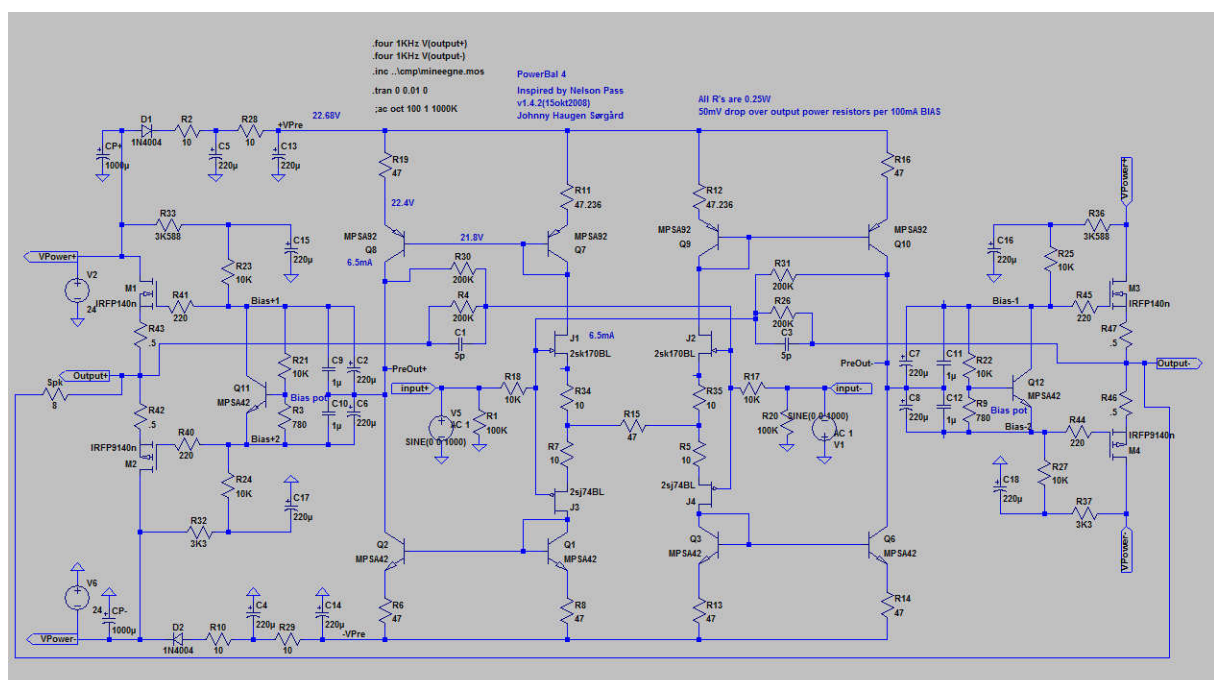 .four 1KHz V(output+)
.four 1KHz V(output-)
.inc ..\cmp\mineegne.mos
.tran 0 0.01 0
;ac oct 100 1 1000K
PowerBal 4
Inspired by Nelson Pass
v1.4.2(15okt2008)
Johnny Haugen Sørgård
All R's are 0.25W
50mV drop over output power resistors per 100mA BIAS
22.68V
D1
1N4004
R2
10
R28
10
+VPre
CP+
1000µ
C5
220µ
C13
220µ
R19
47
R11
47.236
R12
47.236
R16
47
22.4V
MPSA92
Q8
21.8V
6.5mA
MPSA92
Q7
MPSA92
Q9
MPSA92
Q10
VPower+
R33
3K588
C15
220µ
R23
10K
VPower+
V2
24
M1
IRFP140n
R41
220
Bias+1
R43
.5
R30
200K
R4
200K
C1
5p
R31
200K
R26
200K
C3
5p
C16
220µ
R25
10K
R36
3K588
Bias-1
R45
220
M3
IRFP140n
R47
.5
J1
6.5mA
2sk170BL
J2
2sk170BL
Output+
Spk
8
Q11
MPSA42
R21
10K
C9
1µ
C2
220µ
Bias pot
R3
780
C10
1µ
C6
220µ
Bias+2
PreOut+
input+
R18
10K
V5
AC 1
SINE(0 0 1000)
R1
100K
R34
10
R35
10
R15
47
R7
10
R5
10
R17
10K
input-
R20
100K
SINE(0 0 1000)
AC 1
V1
PreOut-
C7
220µ
C11
1µ
R22
10K
Q12
MPSA42
C8
220µ
C12
1µ
R9
780
Bias pot
Bias-2
Output-
R42
.5
IRFP9140n
M2
R40
220
R24
10K
C17
220µ
R32
3K3
R46
.5
R44
220
IRFP9140n
M4
R27
10K
C18
220µ
R37
3K3
VPower-
2sj74BL
J3
2sj74BL
J4
Q2
MPSA42
Q1
MPSA42
Q3
MPSA42
Q6
MPSA42
R6
47
R8
47
R13
47
R14
47
V6
24
CP-
1000µ
VPower-
D2
1N4004
R10
10
C4
220µ
R29
10
C14
220µ
-VPre